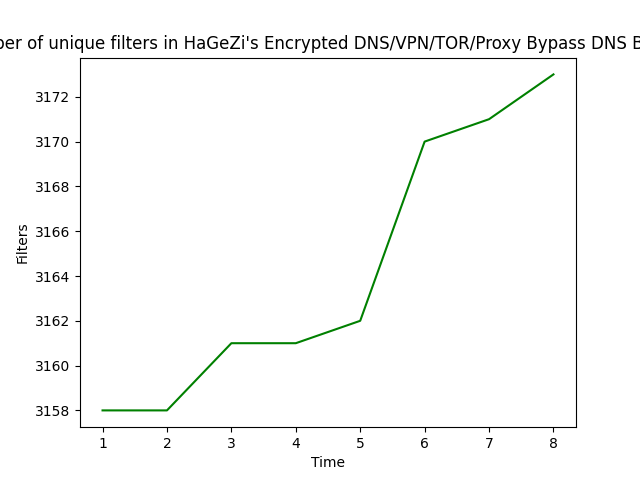 of unique filters in HaGeZi's Encrypted DNS/VPN/TOR/Proxy Bypass DNS
3172
3170
3168
3166
3164
3162
3160
3158
Filters
1 2 3 4 5 6 7 8
Time